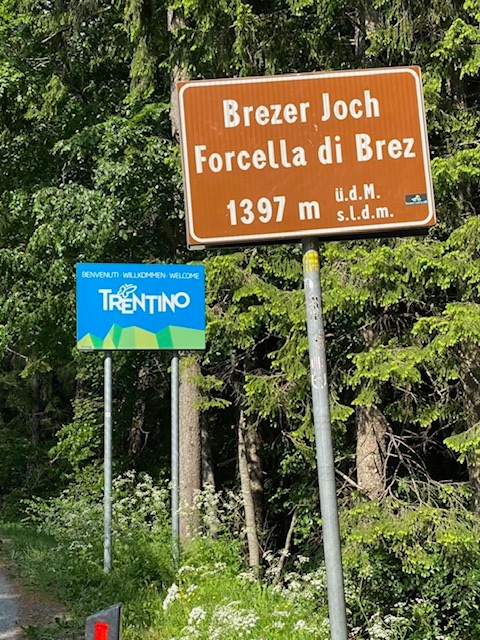 Brezer Joch
Forcella di Brez
1397 m ü.d.M.
s.l.d.m.
BENVENUTI · WILLKOMMEN · WELCOME
TRENTINO